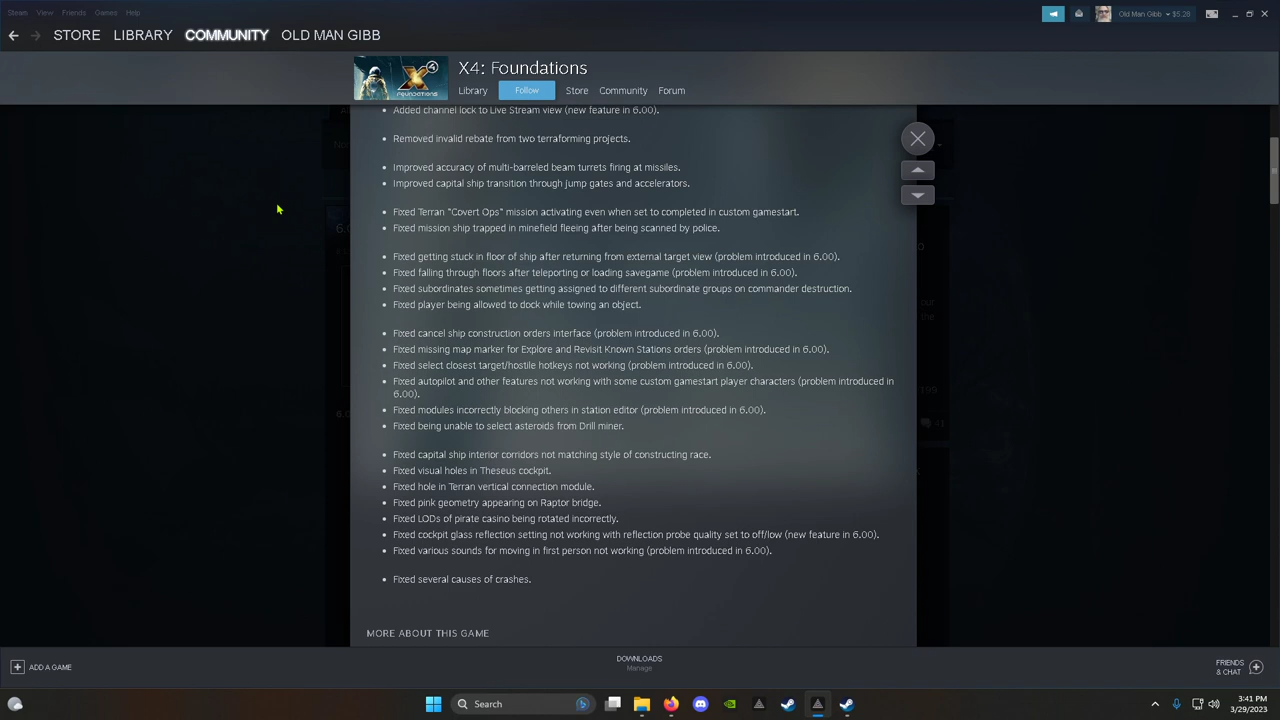 Steam View Friends Games Help
Old Man Gibb $5.28
STORE LIBRARY COMMUNITY OLD MAN GIBB
X4 FOUNDATIONS
X4: Foundations
Library Follow Store Community Forum
Added channel lock to Live Stream view (new feature in 6.00).
Removed invalid rebate from two terraforming projects.
Improved accuracy of multi-barreled beam turrets firing at missiles.
Improved capital ship transition through jump gates and accelerators.
Fixed Terran "Covert Ops" mission activating even when set to completed in custom gamestart.
Fixed mission ship trapped in minefield fleeing after being scanned by police.
Fixed getting stuck in floor of ship after returning from external target view (problem introduced in 6.00).
Fixed falling through floors after teleporting or loading savegame (problem introduced in 6.00).
Fixed subordinates sometimes getting assigned to different subordinate groups on commander destruction.
Fixed player being allowed to dock while towing an object.
Fixed cancel ship construction orders interface (problem introduced in 6.00).
Fixed missing map marker for Explore and Revisit Known Stations orders (problem introduced in 6.00).
Fixed select closest target/hostile hotkeys not working (problem introduced in 6.00).
Fixed autopilot and other features not working with some custom gamestart player characters (problem introduced in
6.00).
Fixed modules incorrectly blocking others in station editor (problem introduced in 6.00).
Fixed being unable to select asteroids from Drill miner.
Fixed capital ship interior corridors not matching style of constructing race.
Fixed visual holes in Theseus cockpit.
Fixed hole in Terran vertical connection module.
Fixed pink geometry appearing on Raptor bridge.
Fixed LODs of pirate casino being rotated incorrectly.
Fixed cockpit glass reflection setting not working with reflection probe quality set to off/low (new feature in 6.00).
Fixed various sounds for moving in first person not working (problem introduced in 6.00).
Fixed several causes of crashes.
MORE ABOUT THIS GAME
ADD A GAME
DOWNLOADS
Manage
FRIENDS
& CHAT
Search
3:41 PM
3/29/2023